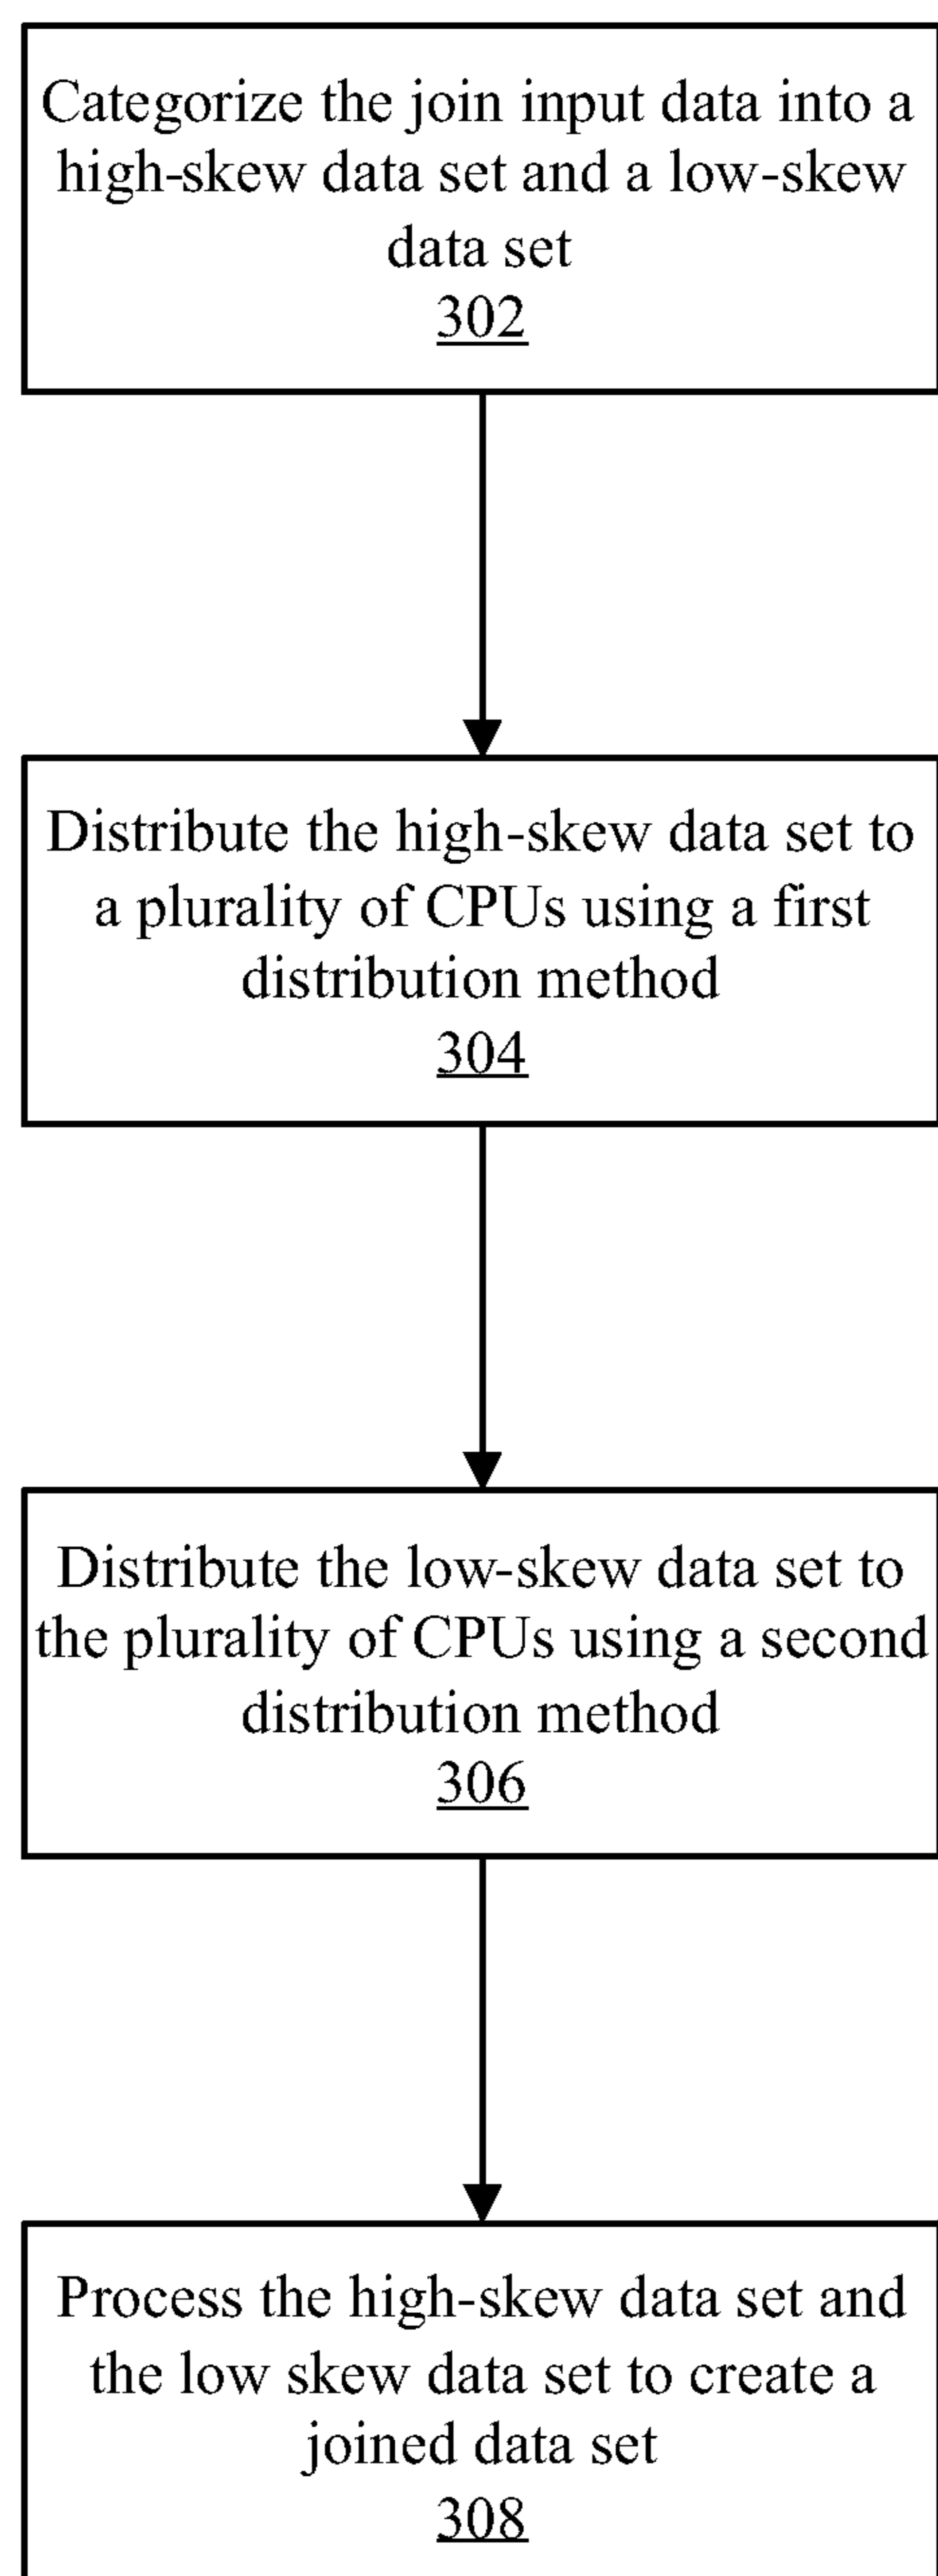 Categorize the join input data into a
high-skew data set and a low-skew
data set
302
Distribute the high-skew data set to
a plurality of CPUs using a first
distribution method
304
Distribute the low-skew data set to
the plurality of CPUs using a second
distribution method
306
Process the high-skew data set and
the low skew data set to create a
joined data set
308